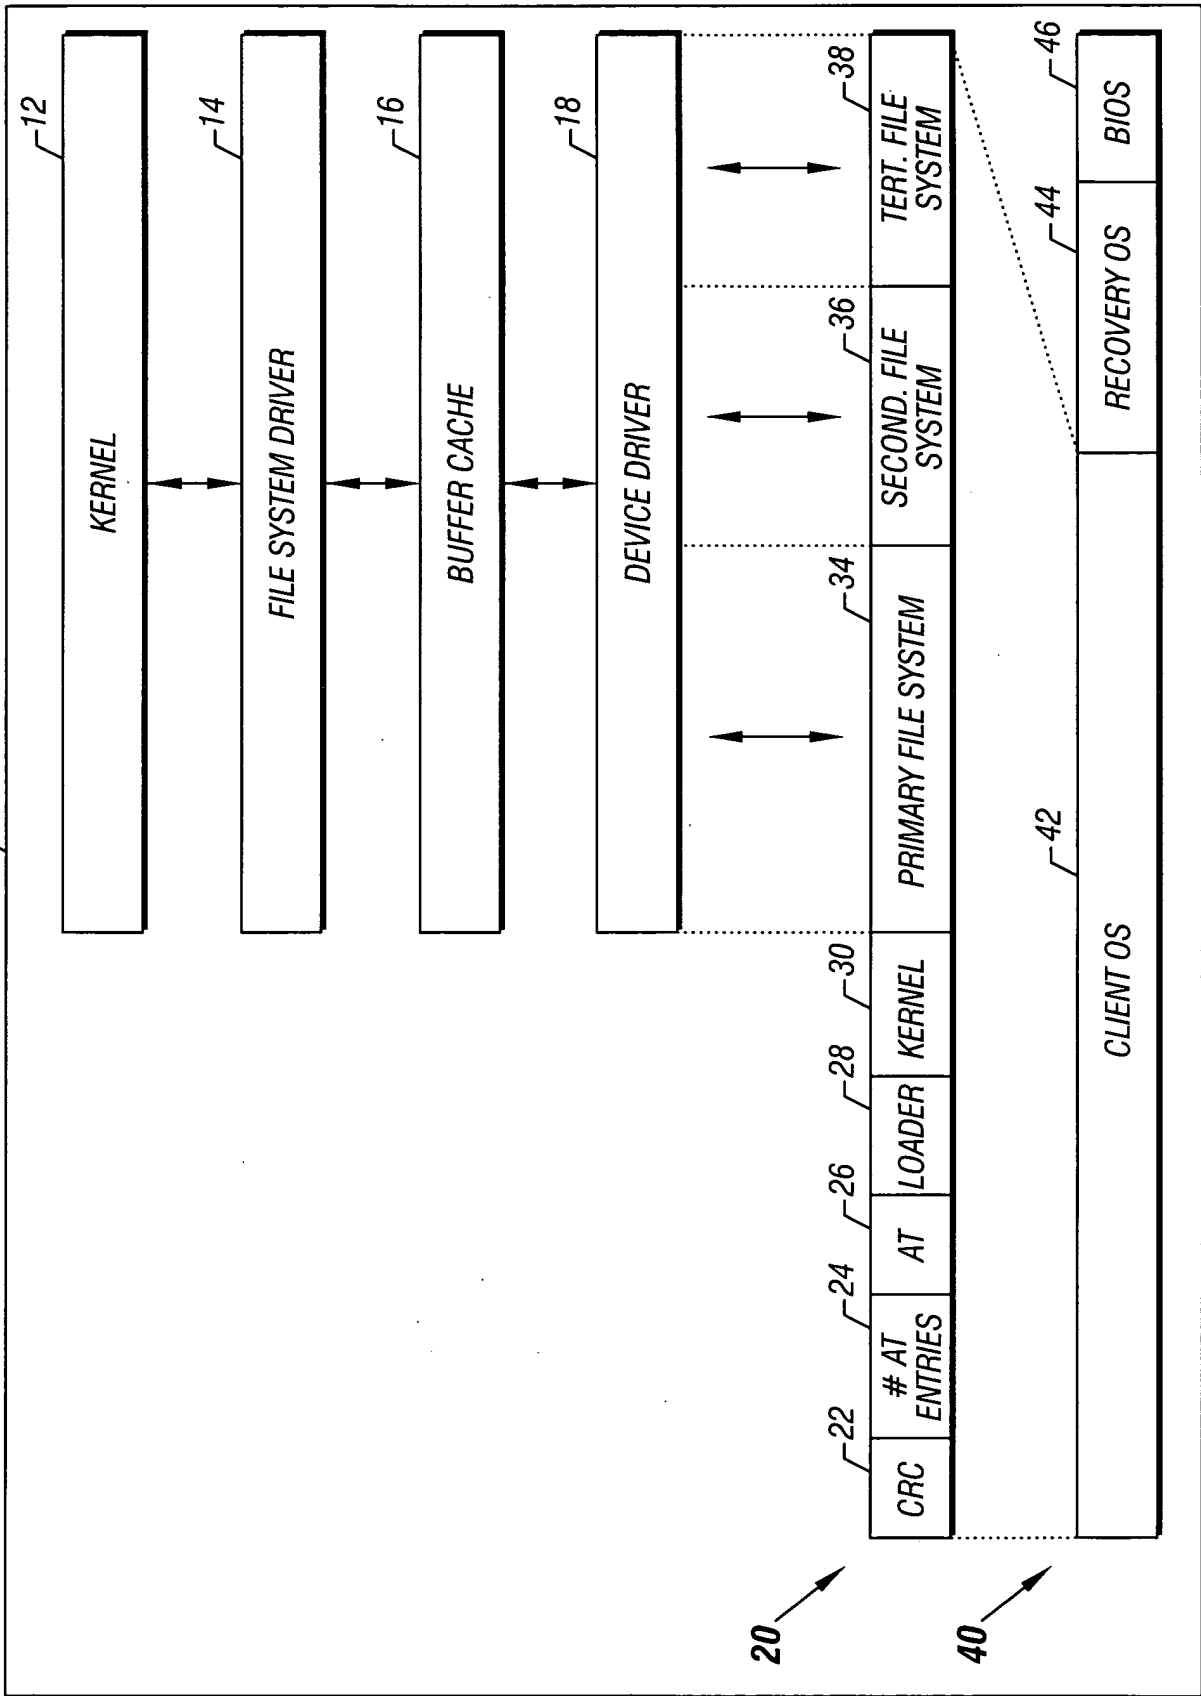 12
KERNEL
14
FILE SYSTEM DRIVER
16
BUFFER CACHE
18
DEVICE DRIVER
20
22
24
26
28
30
34
36
38
CRC
# AT
ENTRIES
AT
LOADER
KERNEL
PRIMARY FILE SYSTEM
SECOND. FILE
SYSTEM
TERT. FILE
SYSTEM
40
42
44
46
CLIENT OS
RECOVERY OS
BIOS